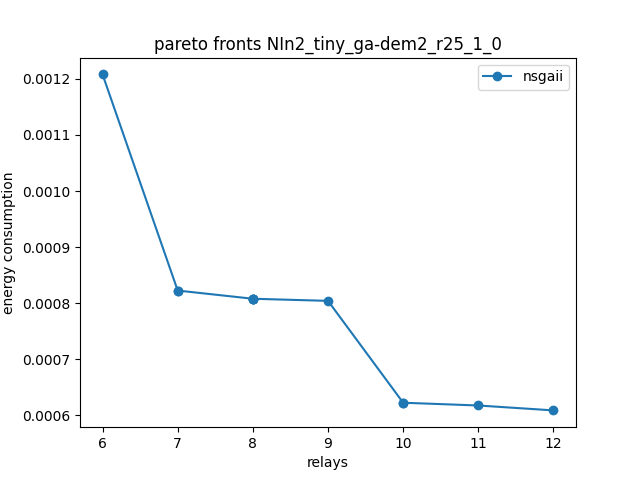 pareto fronts NIn2_tiny_ga-dem2_r25_1_0
nsgaii
0.0012
0.0011
0.0010
0.0009
0.0008
0.0007
0.0006
energy consumption
6 7 8 9 10 11 12
relays